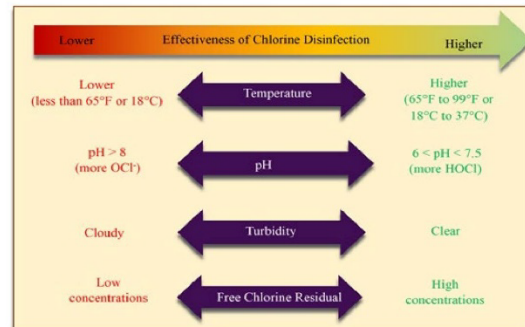 Lower Effectiveness of Chlorine Disinfection Higher
Lower
(less than 65°F or 18°C)
Temperature
Higher
(65°F to 99°F or
18°C to 37°C)
pH > 8
(more OCl⁻)
pH
6 < pH < 7.5
(more HOCl)
Cloudy
Turbidity
Clear
Low
concentrations
Free Chlorine Residual
High
concentrations